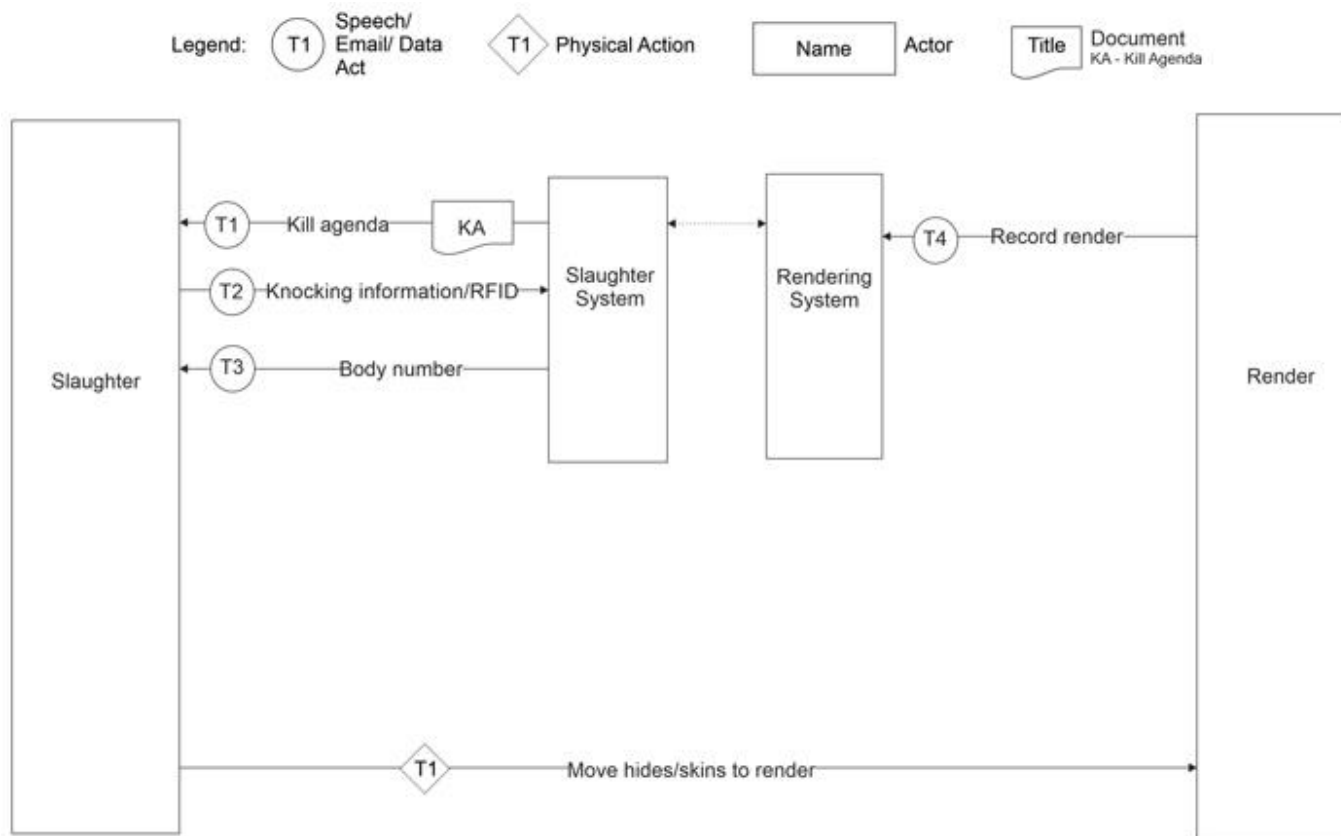 Legend:
T1
Speech/
Email/ Data
Act
T1
Physical Action
Name
Actor
Title
Document
KA - Kill Agenda
T1
Kill agenda
KA
T2
Knocking information/RFID
T3
Body number
Slaughter
Slaughter
System
Rendering
System
T4
Record render
Render
T1
Move hides/skins to render